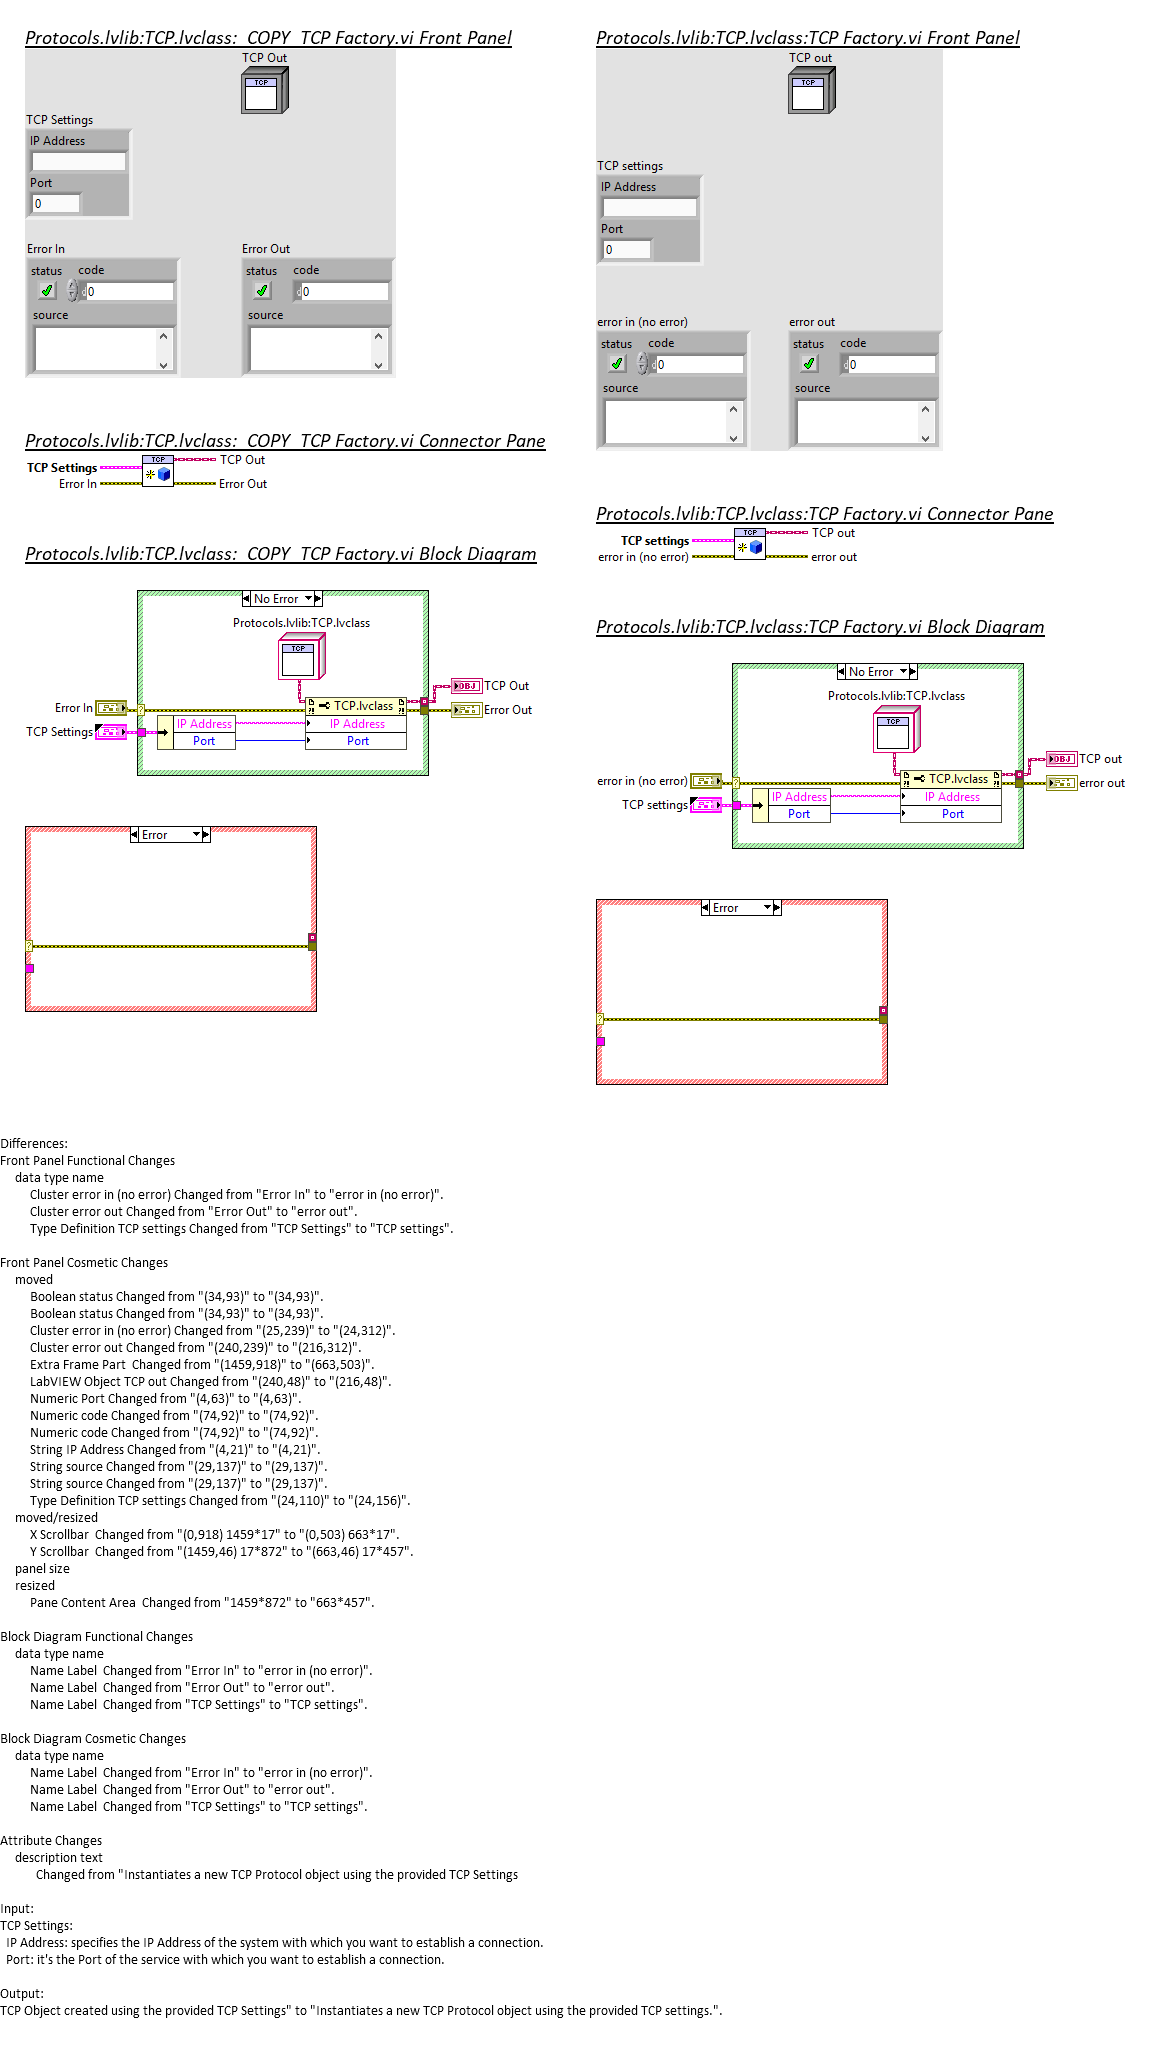 Protocols.lvlib:TCP.lvclass:_COPY_TCP Factory.vi Front Panel
TCP Out
TCP
TCP Settings
IP Address
Port
0
Error In
status
code
0
source
Error Out
status
code
0
source
Protocols.lvlib:TCP.lvclass:_COPY_TCP Factory.vi Connector Pane
TCP
TCP Settings
TCP Out
Error In
Error Out
Protocols.lvlib:TCP.lvclass:_COPY_TCP Factory.vi Block Diagram
No Error
Protocols.lvlib:TCP.lvclass
TCP
OBJ TCP Out
Error In
? TCP.lvclass
Error Out
TCP Settings
IP Address
IP Address
Port
Port
Error
?
Protocols.lvlib:TCP.lvclass:TCP Factory.vi Front Panel
TCP out
TCP
TCP settings
IP Address
Port
0
error in (no error)
status
code
d 0
source
error out
status
code
d 0
source
Protocols.lvlib:TCP.lvclass:TCP Factory.vi Connector Pane
TCP
TCP settings
TCP out
error in (no error)
error out
Protocols.lvlib:TCP.lvclass:TCP Factory.vi Block Diagram
No Error
Protocols.lvlib:TCP.lvclass
TCP
OBJ TCP out
error in (no error)
? TCP.lvclass
error out
TCP settings
IP Address
IP Address
Port
Port
Error
?
Differences:
Front Panel Functional Changes
data type name
Cluster error in (no error) Changed from "Error In" to "error in (no error)".
Cluster error out Changed from "Error Out" to "error out".
Type Definition TCP settings Changed from "TCP Settings" to "TCP settings".
Front Panel Cosmetic Changes
moved
Boolean status Changed from "(34,93)" to "(34,93)".
Boolean status Changed from "(34,93)" to "(34,93)".
Cluster error in (no error) Changed from "(25,239)" to "(24,312)".
Cluster error out Changed from "(240,239)" to "(216,312)".
Extra Frame Part  Changed from "(1459,918)" to "(663,503)".
LabVIEW Object TCP out Changed from "(240,48)" to "(216,48)".
Numeric Port Changed from "(4,63)" to "(4,63)".
Numeric code Changed from "(74,92)" to "(74,92)".
Numeric code Changed from "(74,92)" to "(74,92)".
String IP Address Changed from "(4,21)" to "(4,21)".
String source Changed from "(29,137)" to "(29,137)".
String source Changed from "(29,137)" to "(29,137)".
Type Definition TCP settings Changed from "(24,110)" to "(24,156)".
moved/resized
X Scrollbar  Changed from "(0,918) 1459*17" to "(0,503) 663*17".
Y Scrollbar  Changed from "(1459,46) 17*872" to "(663,46) 17*457".
panel size
resized
Pane Content Area  Changed from "1459*872" to "663*457".
Block Diagram Functional Changes
data type name
Name Label  Changed from "Error In" to "error in (no error)".
Name Label  Changed from "Error Out" to "error out".
Name Label  Changed from "TCP Settings" to "TCP settings".
Block Diagram Cosmetic Changes
data type name
Name Label  Changed from "Error In" to "error in (no error)".
Name Label  Changed from "Error Out" to "error out".
Name Label  Changed from "TCP Settings" to "TCP settings".
Attribute Changes
description text
Changed from "Instantiates a new TCP Protocol object using the provided TCP Settings
Input:
TCP Settings:
IP Address: specifies the IP Address of the system with which you want to establish a connection.
Port: it's the Port of the service with which you want to establish a connection.
Output:
TCP Object created using the provided TCP Settings" to "Instantiates a new TCP Protocol object using the provided TCP settings.".